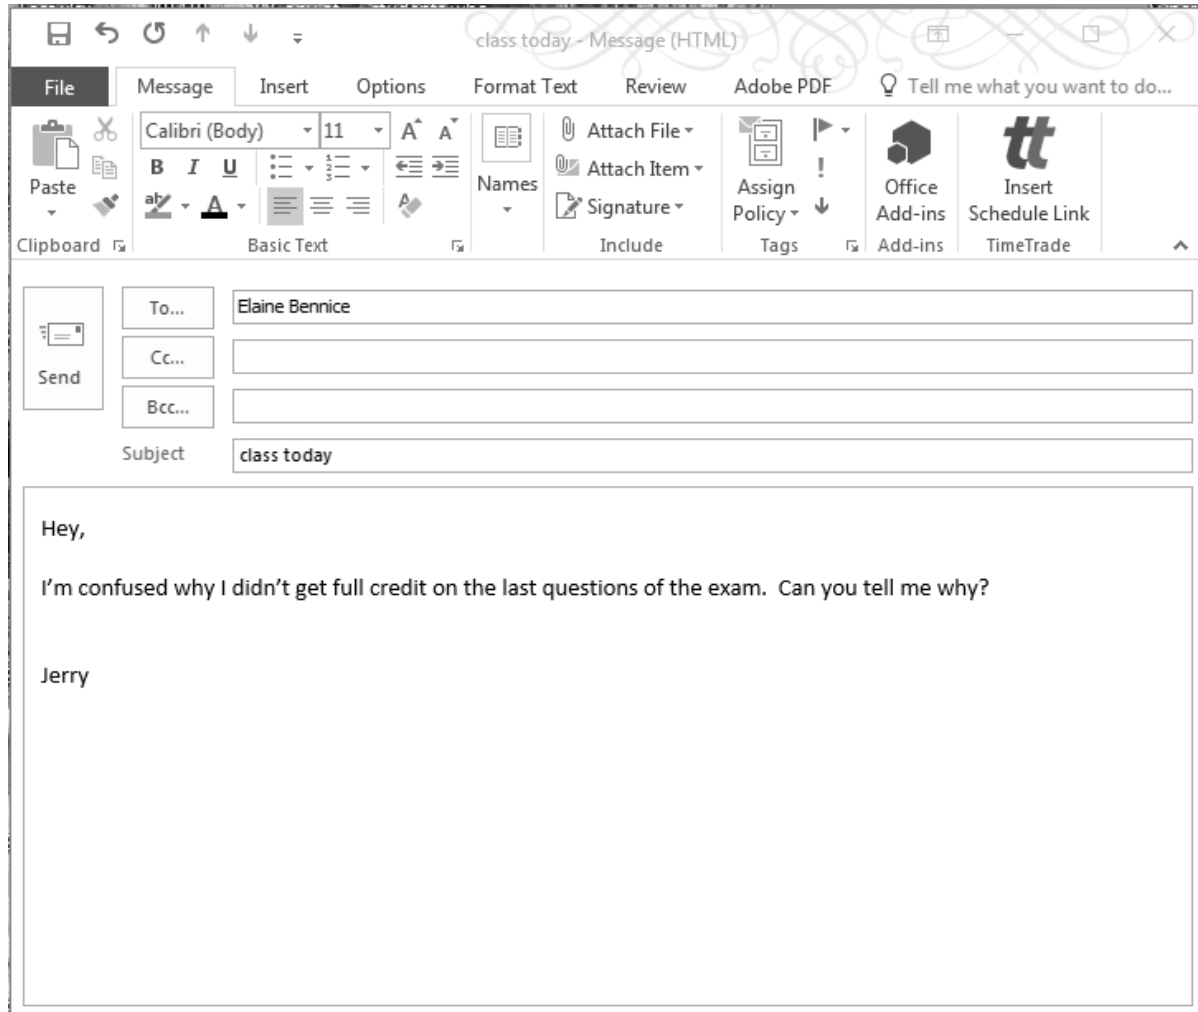 class today - Message (HTML)
File Message Insert Options Format Text Review Adobe PDF Tell me what you want to do...
Calibri (Body) 11 Attach File
B I U Attach Item
Paste Names Assign Policy Office Add-ins Insert Schedule Link
Signature
Clipboard Basic Text Include Tags Add-ins TimeTrade
To... Elaine Bennice
Cc...
Send
Bcc...
Subject class today
Hey,
I'm confused why I didn't get full credit on the last questions of the exam. Can you tell me why?
Jerry